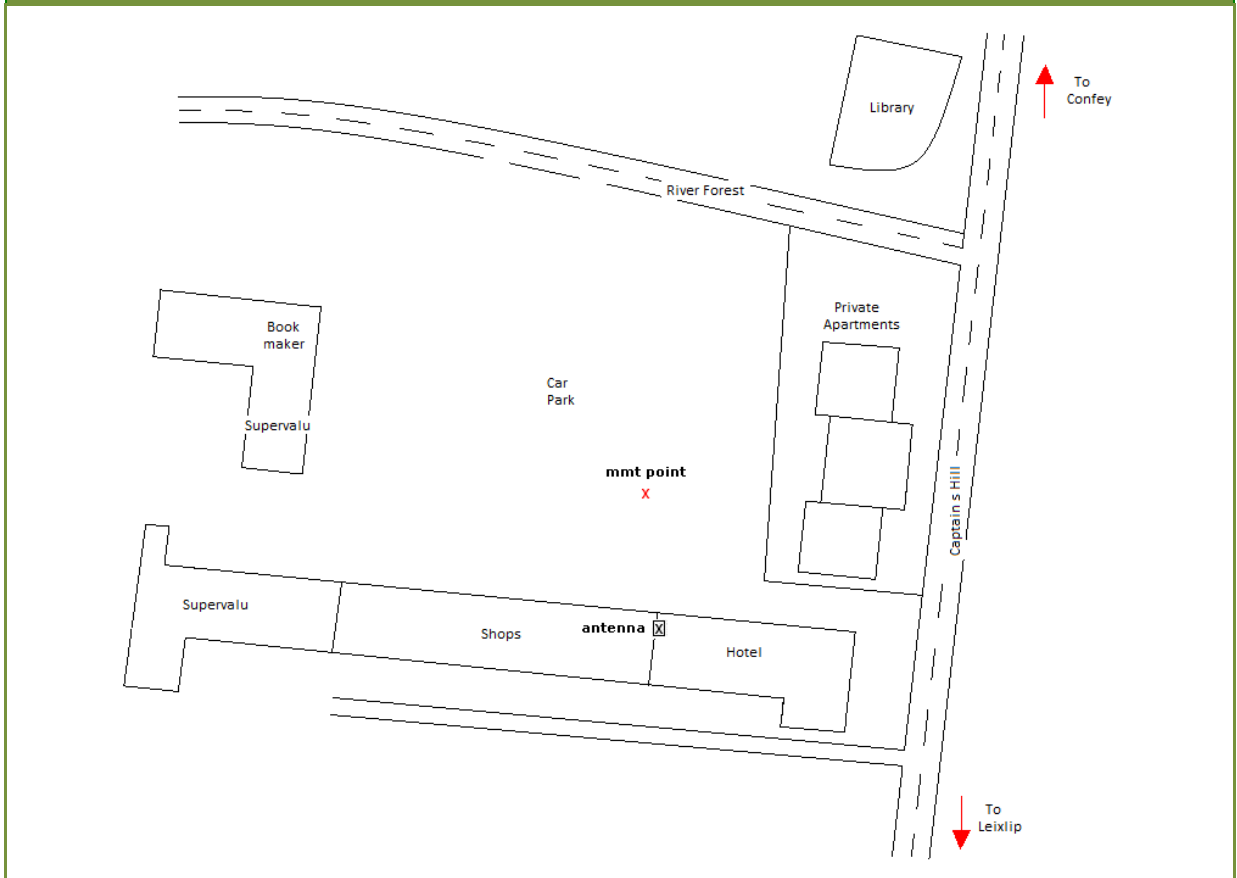 To
Confey
Library
River Forest
Private
Apartments
Book
maker
Car
Park
Supervalu
mmt point
X
Captain s Hill
Supervalu
Shops
antenna X
Hotel
To
Leixlip